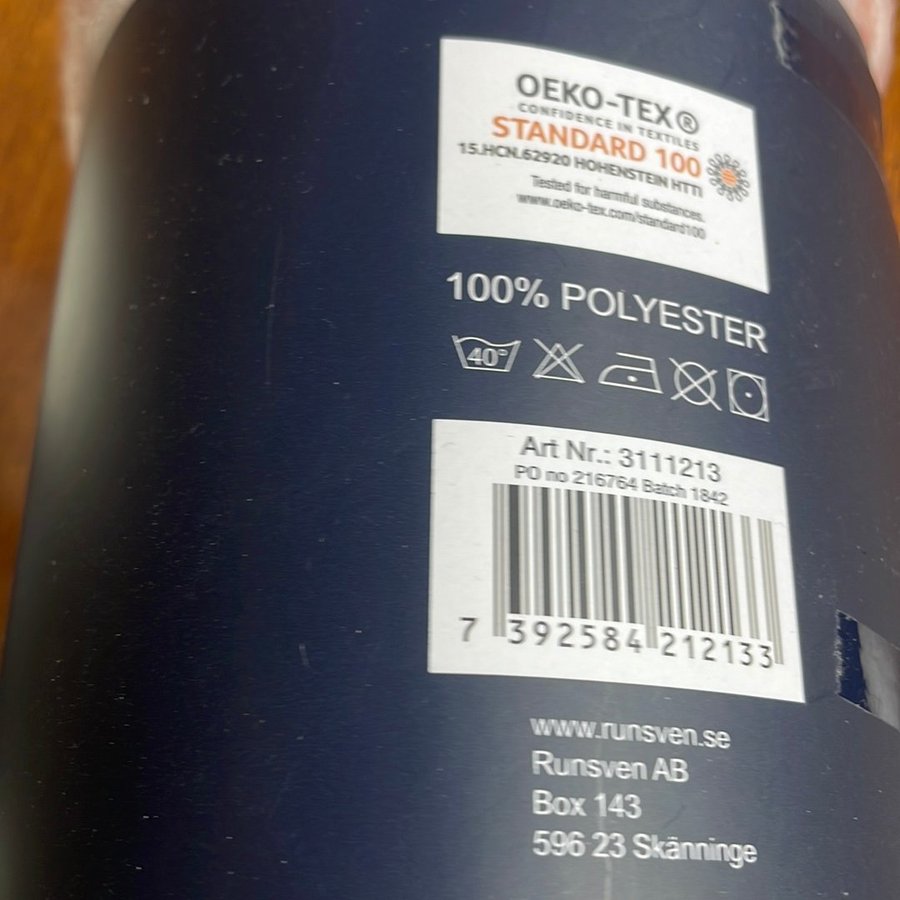 OEKO-TEX®
CONFIDENCE IN TEXTILES
STANDARD 100
15.HCN.62920 HOHENSTEIN HTTI
Tested for harmful substances.
www.oeko-tex.com/standard100
100% POLYESTER
40°
Art Nr.: 3111213
PO no 216764 Batch 1842
7 392584 212133
www.runsven.se
Runsven AB
Box 143
596 23 Skänninge